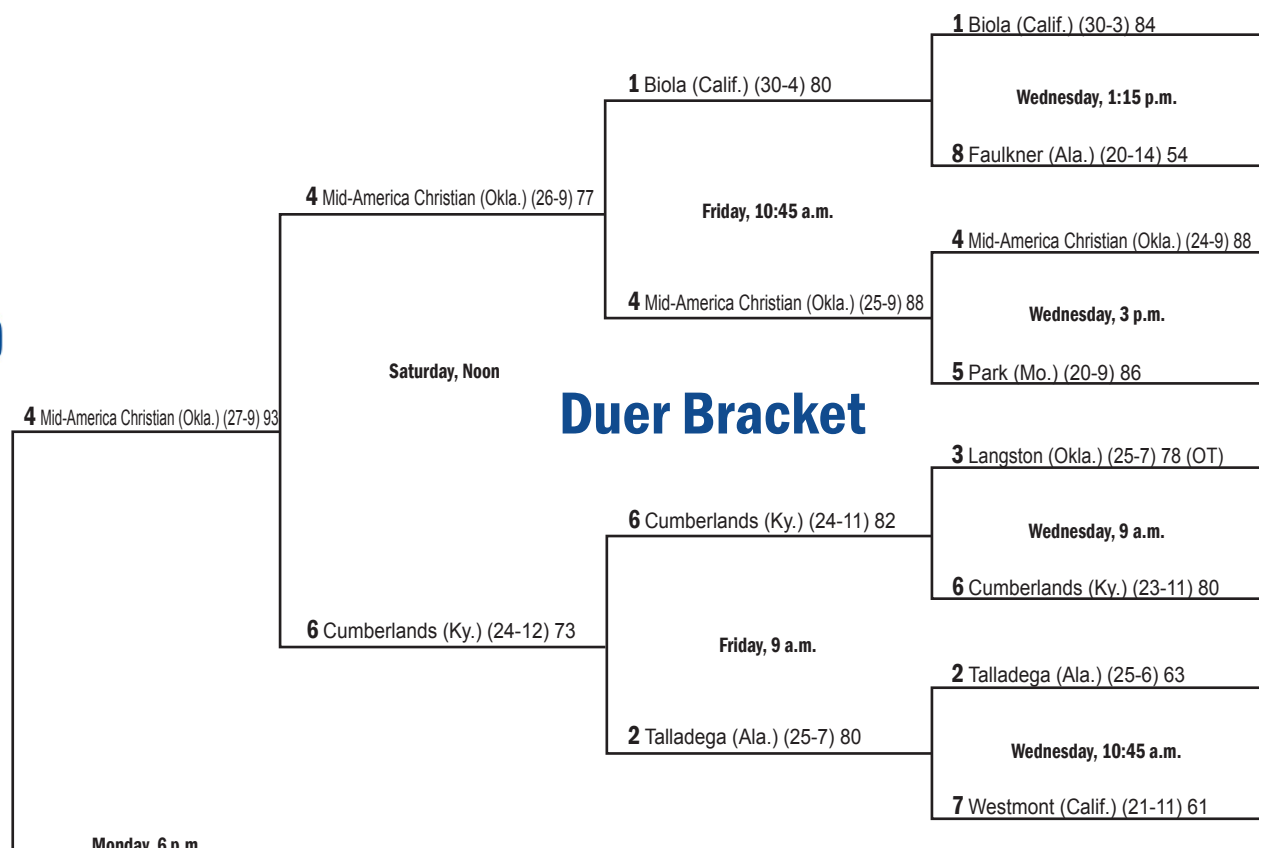 1 Biola (Calif.) (30-3) 84
Wednesday, 1:15 p.m.
8 Faulkner (Ala.) (20-14) 54
1 Biola (Calif.) (30-4) 80
Friday, 10:45 a.m.
4 Mid-America Christian (Okla.) (25-9) 88
4 Mid-America Christian (Okla.) (24-9) 88
Wednesday, 3 p.m.
5 Park (Mo.) (20-9) 86
4 Mid-America Christian (Okla.) (26-9) 77
Saturday, Noon
Duer Bracket
4 Mid-America Christian (Okla.) (27-9) 93
3 Langston (Okla.) (25-7) 78 (OT)
Wednesday, 9 a.m.
6 Cumberlands (Ky.) (23-11) 80
6 Cumberlands (Ky.) (24-11) 82
Friday, 9 a.m.
2 Talladega (Ala.) (25-7) 80
6 Cumberlands (Ky.) (24-12) 73
2 Talladega (Ala.) (25-6) 63
Wednesday, 10:45 a.m.
7 Westmont (Calif.) (21-11) 61
Monday, 6 p.m.